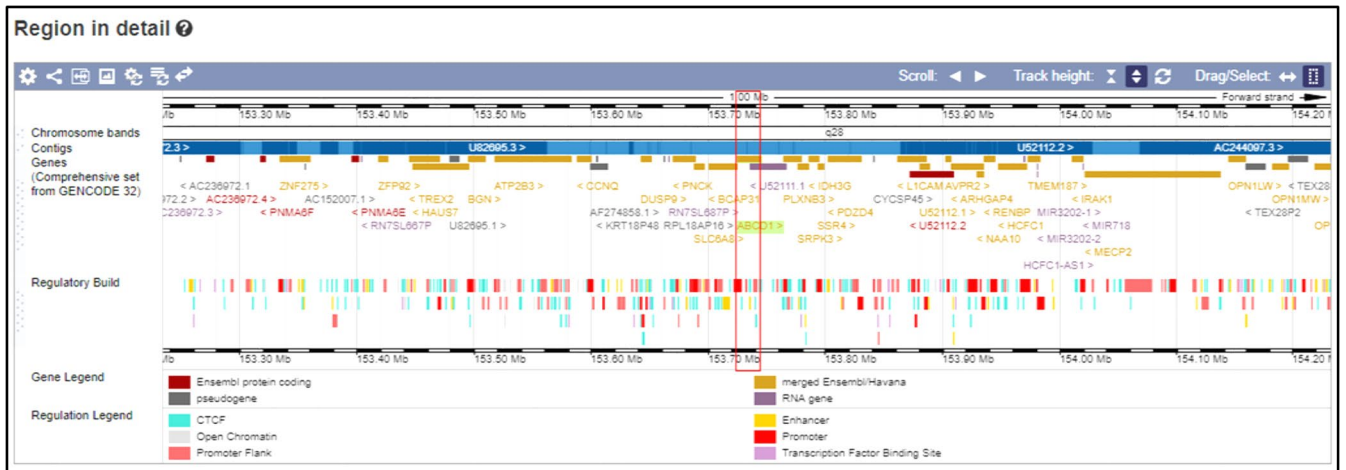 Region in detail
Scroll: Track height: Drag/Select:
1.00 Mb Forward strand
Mb 153.30 Mb 153.40 Mb 153.50 Mb 153.60 Mb 153.70 Mb 153.80 Mb 153.90 Mb 154.00 Mb 154.10 Mb 154.20 M
Chromosome bands q28
Contigs 2.3 > U82695.3 > U52112.2 > AC244097.3 >
Genes
(Comprehensive set
from GENCODE 32)
< AC236972.1 ZNF275 > ZFP92 > ATP2B3 > < CCNQ < PNCK < U52111.1 < IDH3G < L1CAM AVPR2 > TMEM187 > OPN1LW > < TEX28
972.2 > AC236972.4 > AC152007.1 > < TREX2 BGN > DUSP9 > < BCAP31 PLXNB3 > CYCSP45 > < ARHGAP4 < IRAK1 OPN1MW >
C236972.3 > < PNMA6F < PNMA6E < HAUS7 AF274858.1 > RN7SL687P > < PDZD4 U52112.1 > < RENBP MIR3202-1 > < TEX28P2
< RN7SL667P U82695.1 > < KRT18P48 RPL18AP16 > ABCD1 > SSR4 > < U52112.2 < HCFC1 < MIR718 OP
SLC6A8 > SRPK3 > < NAA10 < MIR3202-2
< MECP2
HCFC1-AS1 >
Regulatory Build
Mb 153.30 Mb 153.40 Mb 153.50 Mb 153.60 Mb 153.70 Mb 153.80 Mb 153.90 Mb 154.00 Mb 154.10 Mb 154.20 M
Gene Legend Ensembl protein coding merged Ensembl/Havana
pseudogene RNA gene
Regulation Legend CTCF Enhancer
Open Chromatin Promoter
Promoter Flank Transcription Factor Binding Site